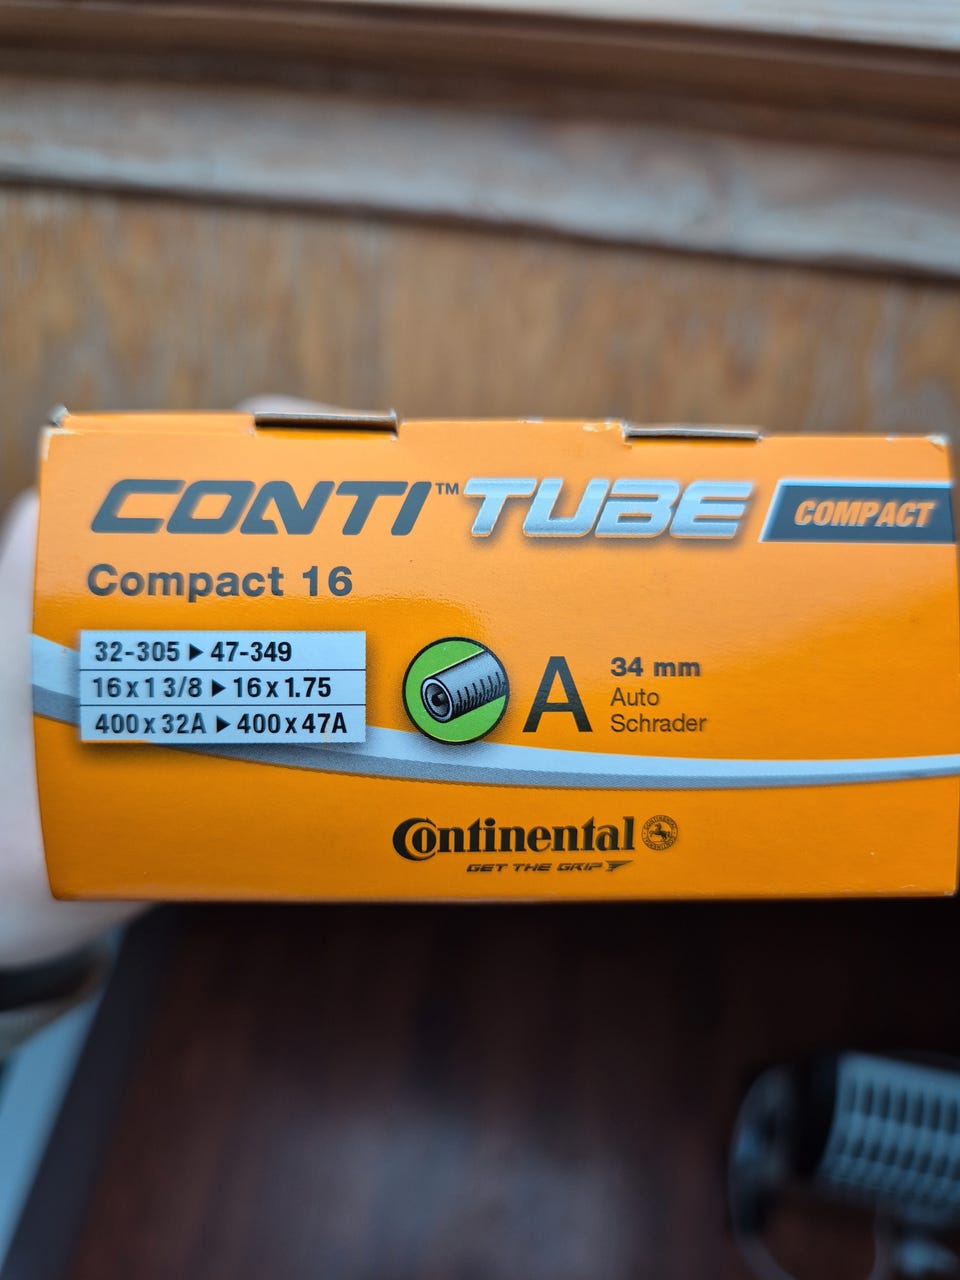 CONTI™ TUBE COMPACT
Compact 16
32-305 ▶ 47-349
16 x 1 3/8 ▶ 16 x 1.75
400 x 32A ▶ 400 x 47A
A
34 mm
Auto
Schrader
Continental
GET THE GRIP